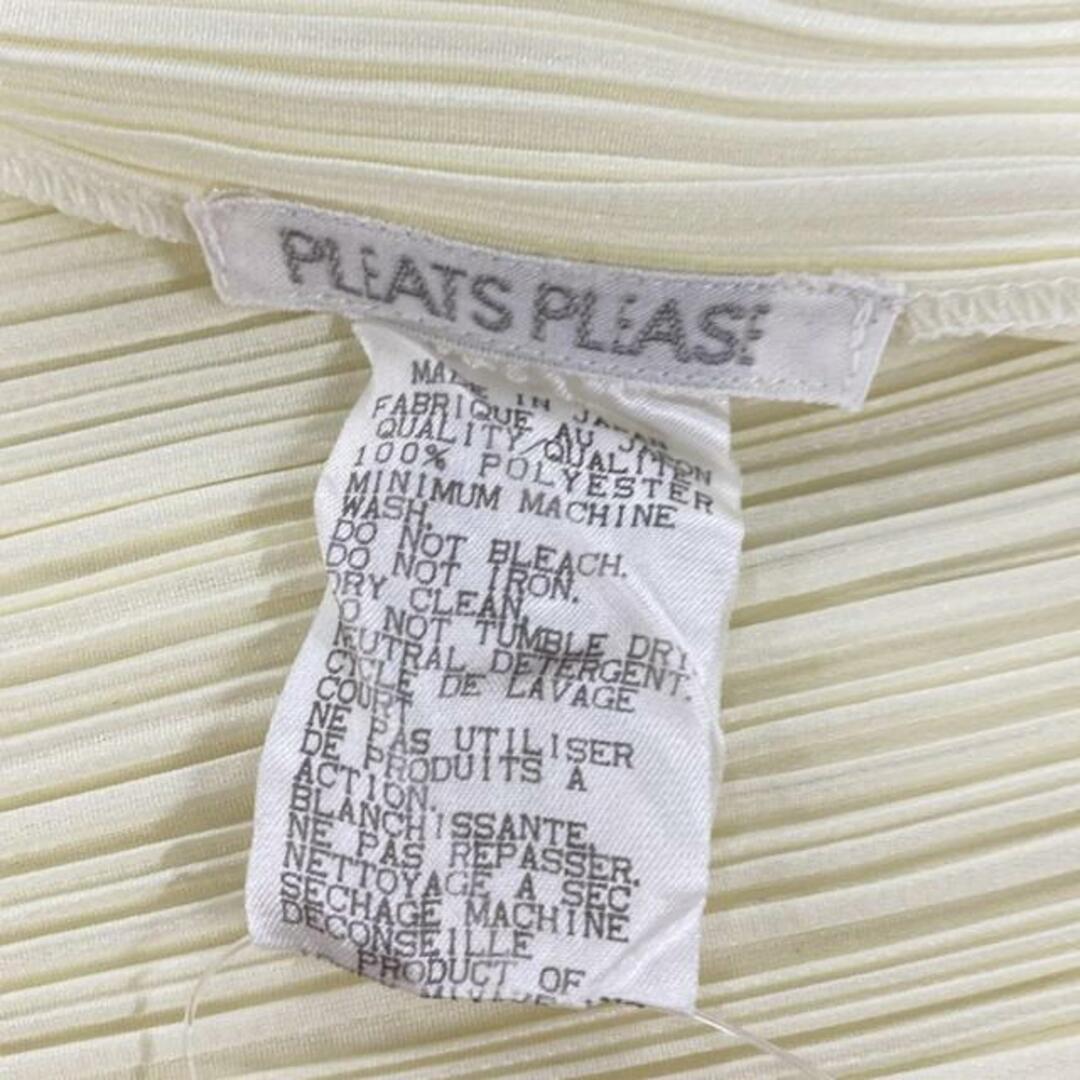 PLEATS PLEASE
MADE IN JAPAN
FABRIQUE AU JAPON
QUALITY/QUALITE
100% POLYESTER
MINIMUM MACHINE
WASH.
DO NOT BLEACH.
DO NOT IRON.
DRY CLEAN.
DO NOT TUMBLE DRY
NEUTRAL DETERGENT.
CYCLE DE LAVAGE
COURT
NE PAS UTILISER
DE PRODUITS A
ACTION.
BLANCHISSANTE.
NE PAS REPASSER.
NETTOYAGE A SEC
SECHAGE MACHINE
DECONSEILLE
PRODUCT OF